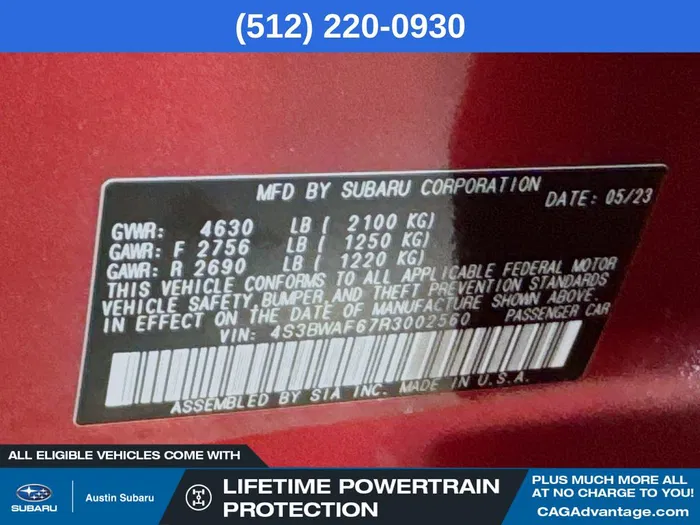 (512) 220-0930
MFD BY SUBARU CORPORATION DATE: 05/23
GVWR: 4630 LB ( 2100 KG)
GAWR: F 2756 LB ( 1250 KG)
GAWR: R 2690 LB ( 1220 KG)
THIS VEHICLE CONFORMS TO ALL APPLICABLE FEDERAL MOTOR
VEHICLE SAFETY, BUMPER, AND THEFT PREVENTION STANDARDS
IN EFFECT ON THE DATE OF MANUFACTURE SHOWN ABOVE.
VIN: 4S3BWAF67R3002560 PASSENGER CAR
ASSEMBLED BY SIA INC. MADE IN U.S.A.
ALL ELIGIBLE VEHICLES COME WITH
SUBARU
Austin Subaru
LIFETIME POWERTRAIN
PROTECTION
PLUS MUCH MORE ALL
AT NO CHARGE TO YOU!
CAGAdvantage.com